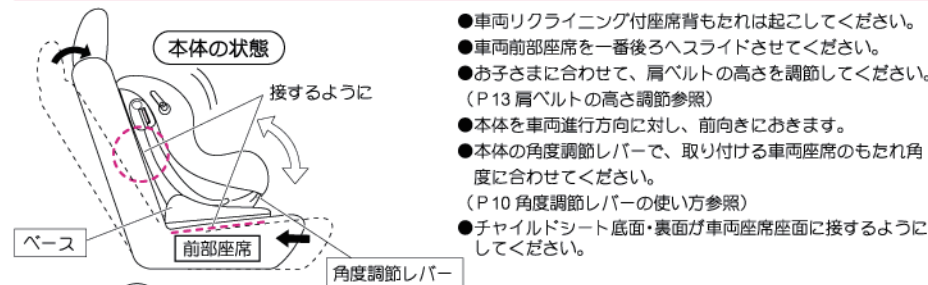 本体の状態
接するように
ベース
前部座席
角度調節レバー
●車両リクライニング付座席背もたれは起こしてください。
●車両前部座席を一番後ろへスライドさせてください。
●お子さまに合わせて、肩ベルトの高さを調節してください。
（P13 肩ベルトの高さ調節参照）
●本体を車両進行方向に対し、前向きにおきます。
●本体の角度調節レバーで、取り付ける車両座席のもたれ角
度に合わせてください。
（P10 角度調節レバーの使い方参照）
●チャイルドシート底面・裏面が車両座席座面に接するように
してください。